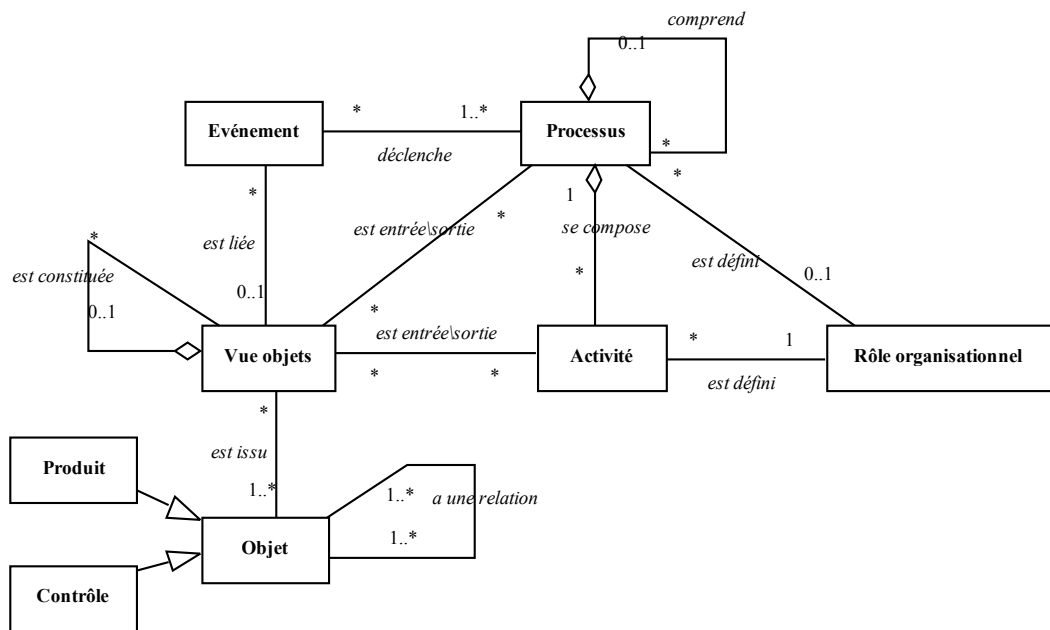 comprend
0..1
Evénement
*
1..*
Processus
déclenche
*
*
*
1
*
est entrée\sortie
se compose
*
est liée
est défini
est constituée
*
0..1
0..1
0..1
*
est entrée\sortie
Vue objets
Activité
*
1
Rôle organisationnel
*
*
est défini
*
est issu
Produit
1..*
1..*
a une relation
1..*
Objet
Contrôle